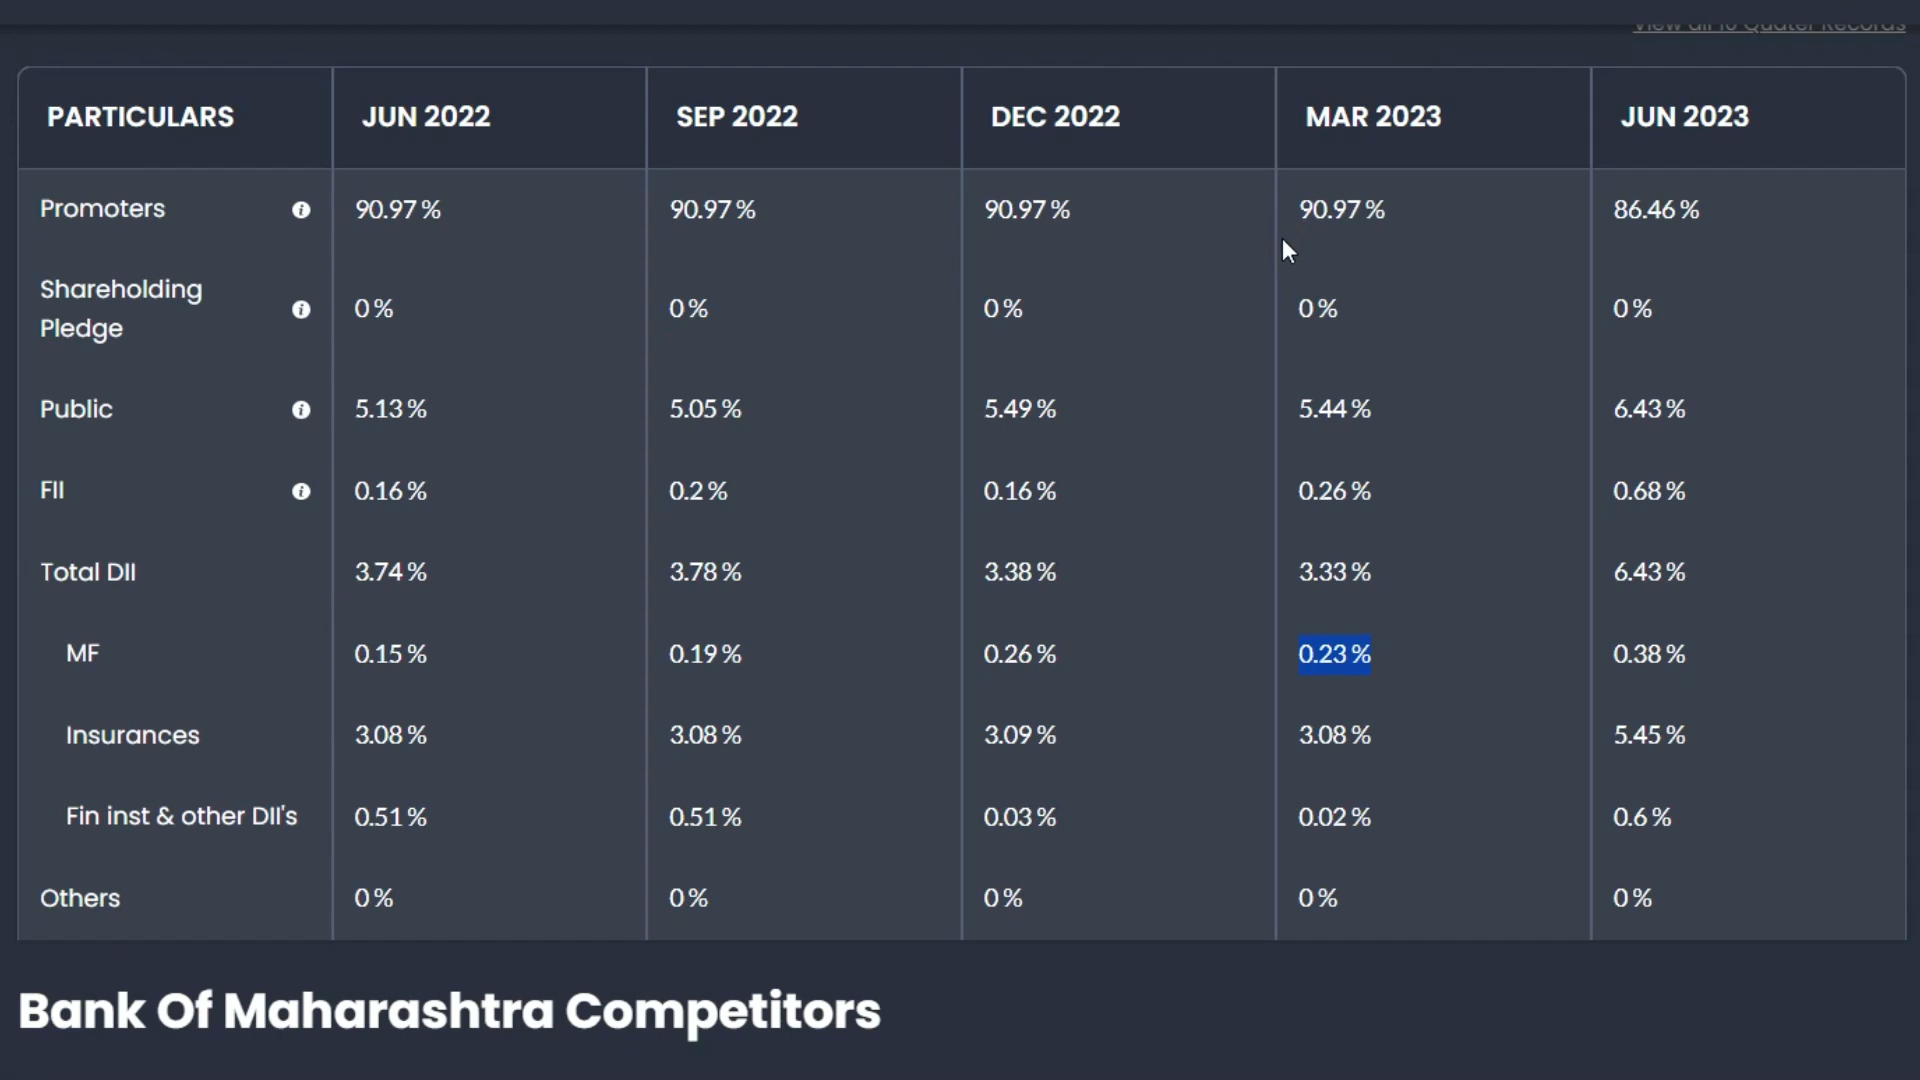 View all 10 Quater Records
PARTICULARS JUN 2022 SEP 2022 DEC 2022 MAR 2023 JUN 2023
Promoters 90.97 % 90.97 % 90.97 % 90.97 % 86.46 %
Shareholding
Pledge 0 % 0 % 0 % 0 % 0 %
Public 5.13 % 5.05 % 5.49 % 5.44 % 6.43 %
FII 0.16 % 0.2 % 0.16 % 0.26 % 0.68 %
Total DII 3.74 % 3.78 % 3.38 % 3.33 % 6.43 %
MF 0.15 % 0.19 % 0.26 % 0.23 % 0.38 %
Insurances 3.08 % 3.08 % 3.09 % 3.08 % 5.45 %
Fin inst & other DII's 0.51 % 0.51 % 0.03 % 0.02 % 0.6 %
Others 0 % 0 % 0 % 0 % 0 %
Bank Of Maharashtra Competitors